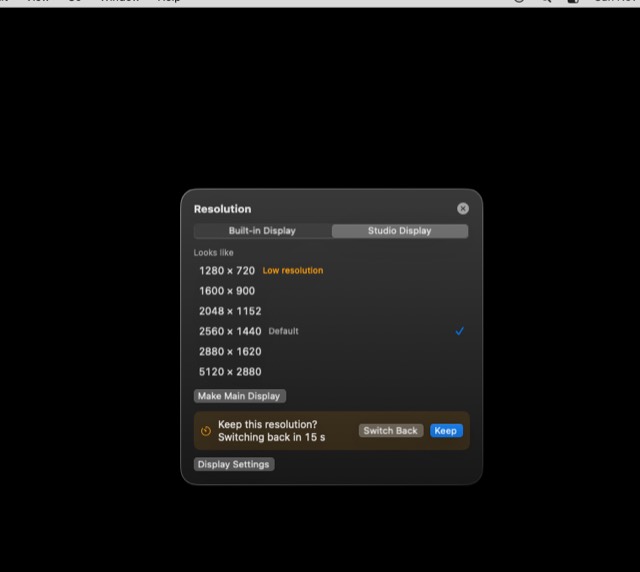 Resolution
Built-in Display
Studio Display
Looks like
1280 × 720 Low resolution
1600 × 900
2048 × 1152
2560 × 1440 Default
2880 × 1620
5120 × 2880
Make Main Display
Keep this resolution?
Switching back in 15 s
Switch Back
Keep
Display Settings